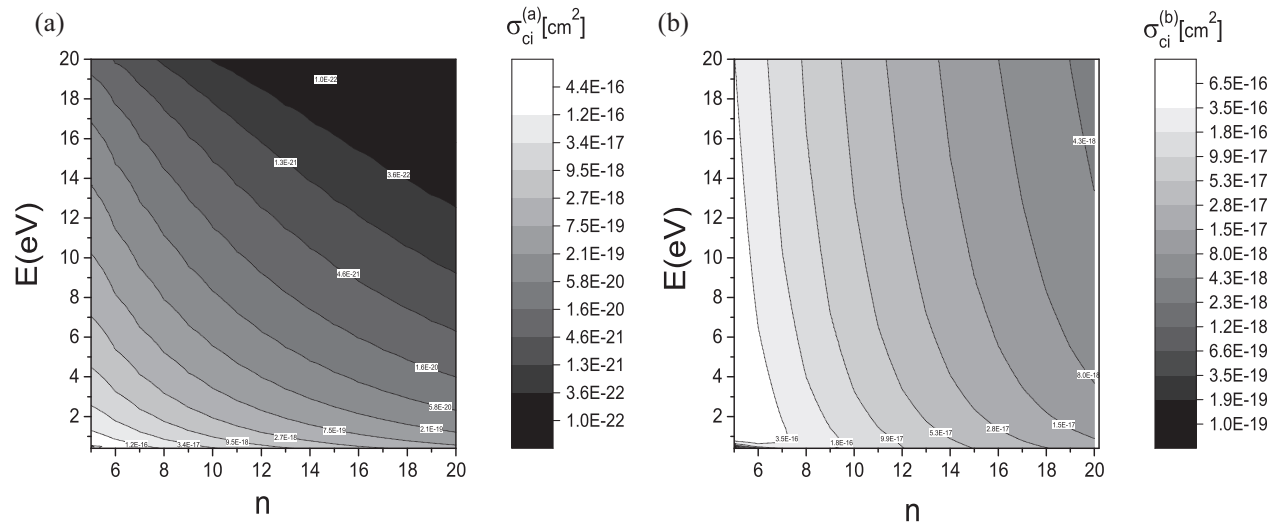 (a)
σci(a)[cm2]
E(eV)
20
18
16
14
12
10
8
6
4
2
1.0E-22
1.3E-21
3.6E-22
4.6E-21
1.6E-20
5.8E-20
2.1E-19
7.5E-19
2.7E-18
9.5E-18
3.4E-17
1.2E-16
6 8 10 12 14 16 18 20
n
4.4E-16
1.2E-16
3.4E-17
9.5E-18
2.7E-18
7.5E-19
2.1E-19
5.8E-20
1.6E-20
4.6E-21
1.3E-21
3.6E-22
1.0E-22
(b)
σci(b)[cm2]
E(eV)
20
18
16
14
12
10
8
6
4
2
4.3E-18
8.0E-18
1.5E-17
2.8E-17
5.3E-17
9.9E-17
1.8E-16
3.5E-16
6 8 10 12 14 16 18 20
n
6.5E-16
3.5E-16
1.8E-16
9.9E-17
5.3E-17
2.8E-17
1.5E-17
8.0E-18
4.3E-18
2.3E-18
1.2E-18
6.6E-19
3.5E-19
1.9E-19
1.0E-19